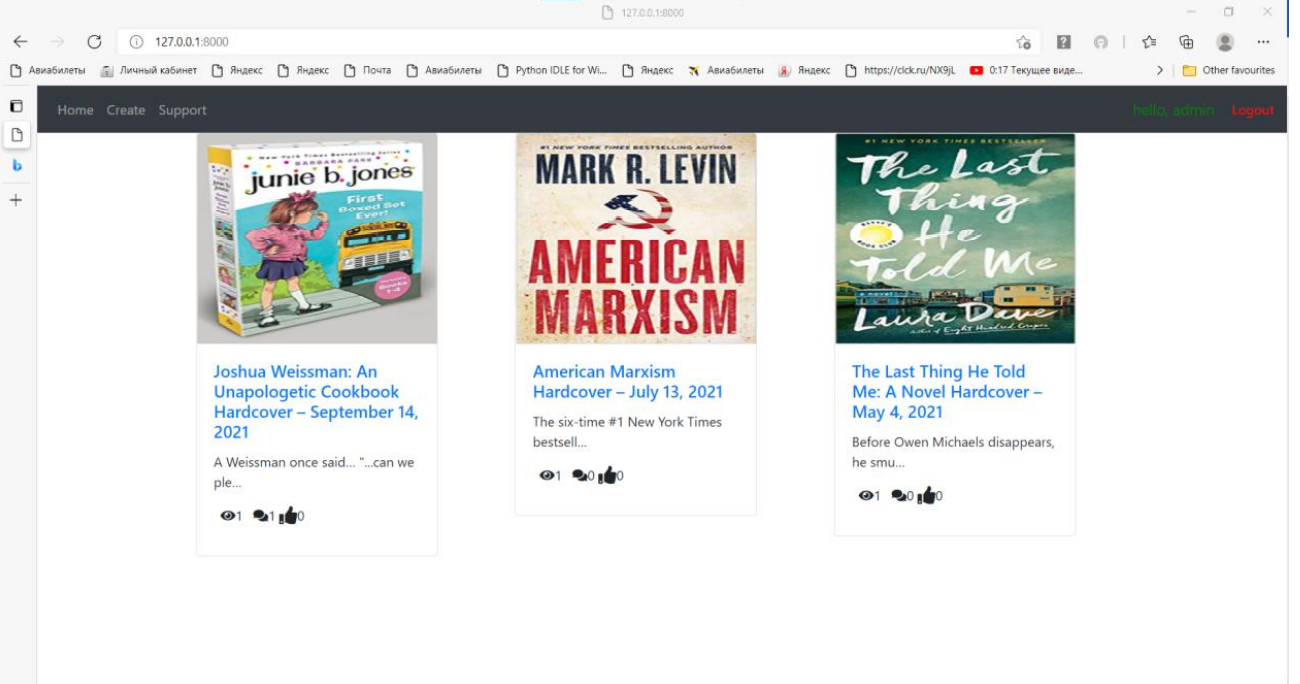 127.0.0.1:8000
127.0.0.1:8000
Авиабилеты Личный кабинет Яндекс Яндекс Почта Авиабилеты Python IDLE for Wi... Яндекс Авиабилеты Яндекс https://clck.ru/NX9jL 0:17 Текущее виде... Other favourites
Home Create Support hello, admin Logout
New York Times Bestselling Series
BARBARA PARK
junie b. jones
First
Boxed Set
Ever!
Books
1-4
#1 NEW YORK TIMES BESTSELLING AUTHOR
MARK R. LEVIN
AMERICAN
MARXISM
#1 NEW YORK TIMES BESTSELLER
The Last
Thing
He
Told Me
a novel
Laura Dave
author of Eight Hundred Grapes
Joshua Weissman: An
Unapologetic Cookbook
Hardcover – September 14,
2021
A Weissman once said... "...can we
ple...
1 1 0
American Marxism
Hardcover – July 13, 2021
The six-time #1 New York Times
bestsell...
1 0 0
The Last Thing He Told
Me: A Novel Hardcover –
May 4, 2021
Before Owen Michaels disappears,
he smu...
1 0 0